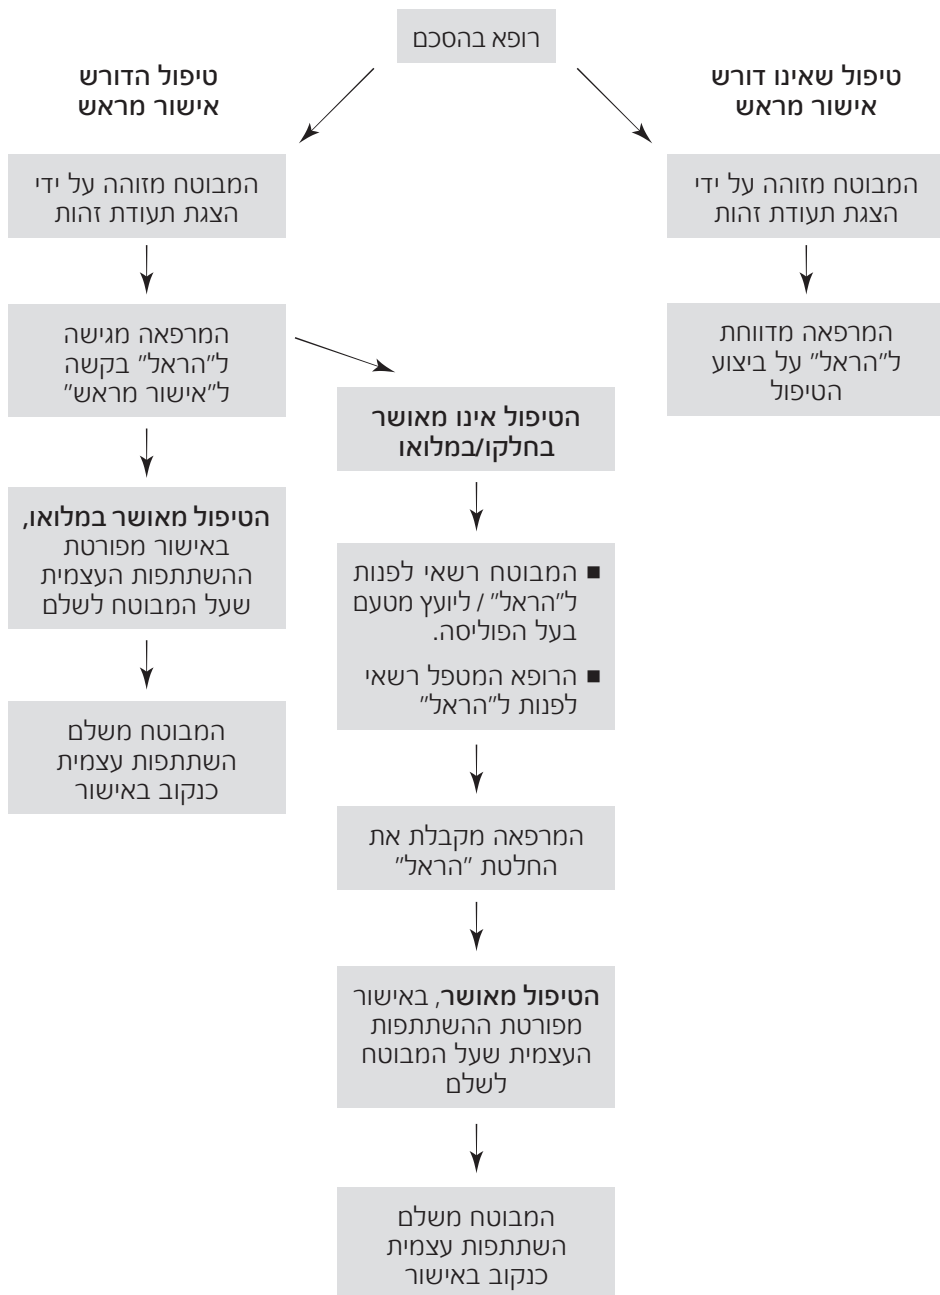 רופא בהסכם
טיפול שאינו דורש
אישור מראש
המבוטח מזוהה על ידי
הצגת תעודת זהות
המרפאה מדווחת
ל"הראל" על ביצוע
הטיפול
טיפול הדורש
אישור מראש
המבוטח מזוהה על ידי
הצגת תעודת זהות
המרפאה מגישה
ל"הראל" בקשה
ל"אישור מראש"
הטיפול מאושר במלואו,
באישור מפורטת
ההשתתפות העצמית
שעל המבוטח לשלם
המבוטח משלם
השתתפות עצמית
כנקוב באישור
הטיפול אינו מאושר
בחלקו/במלואו
■ המבוטח רשאי לפנות
ל"הראל" / ליועץ מטעם
בעל הפוליסה.
■ הרופא המטפל רשאי
לפנות ל"הראל"
המרפאה מקבלת את
החלטת "הראל"
הטיפול מאושר, באישור
מפורטת ההשתתפות
העצמית שעל המבוטח
לשלם
המבוטח משלם
השתתפות עצמית
כנקוב באישור